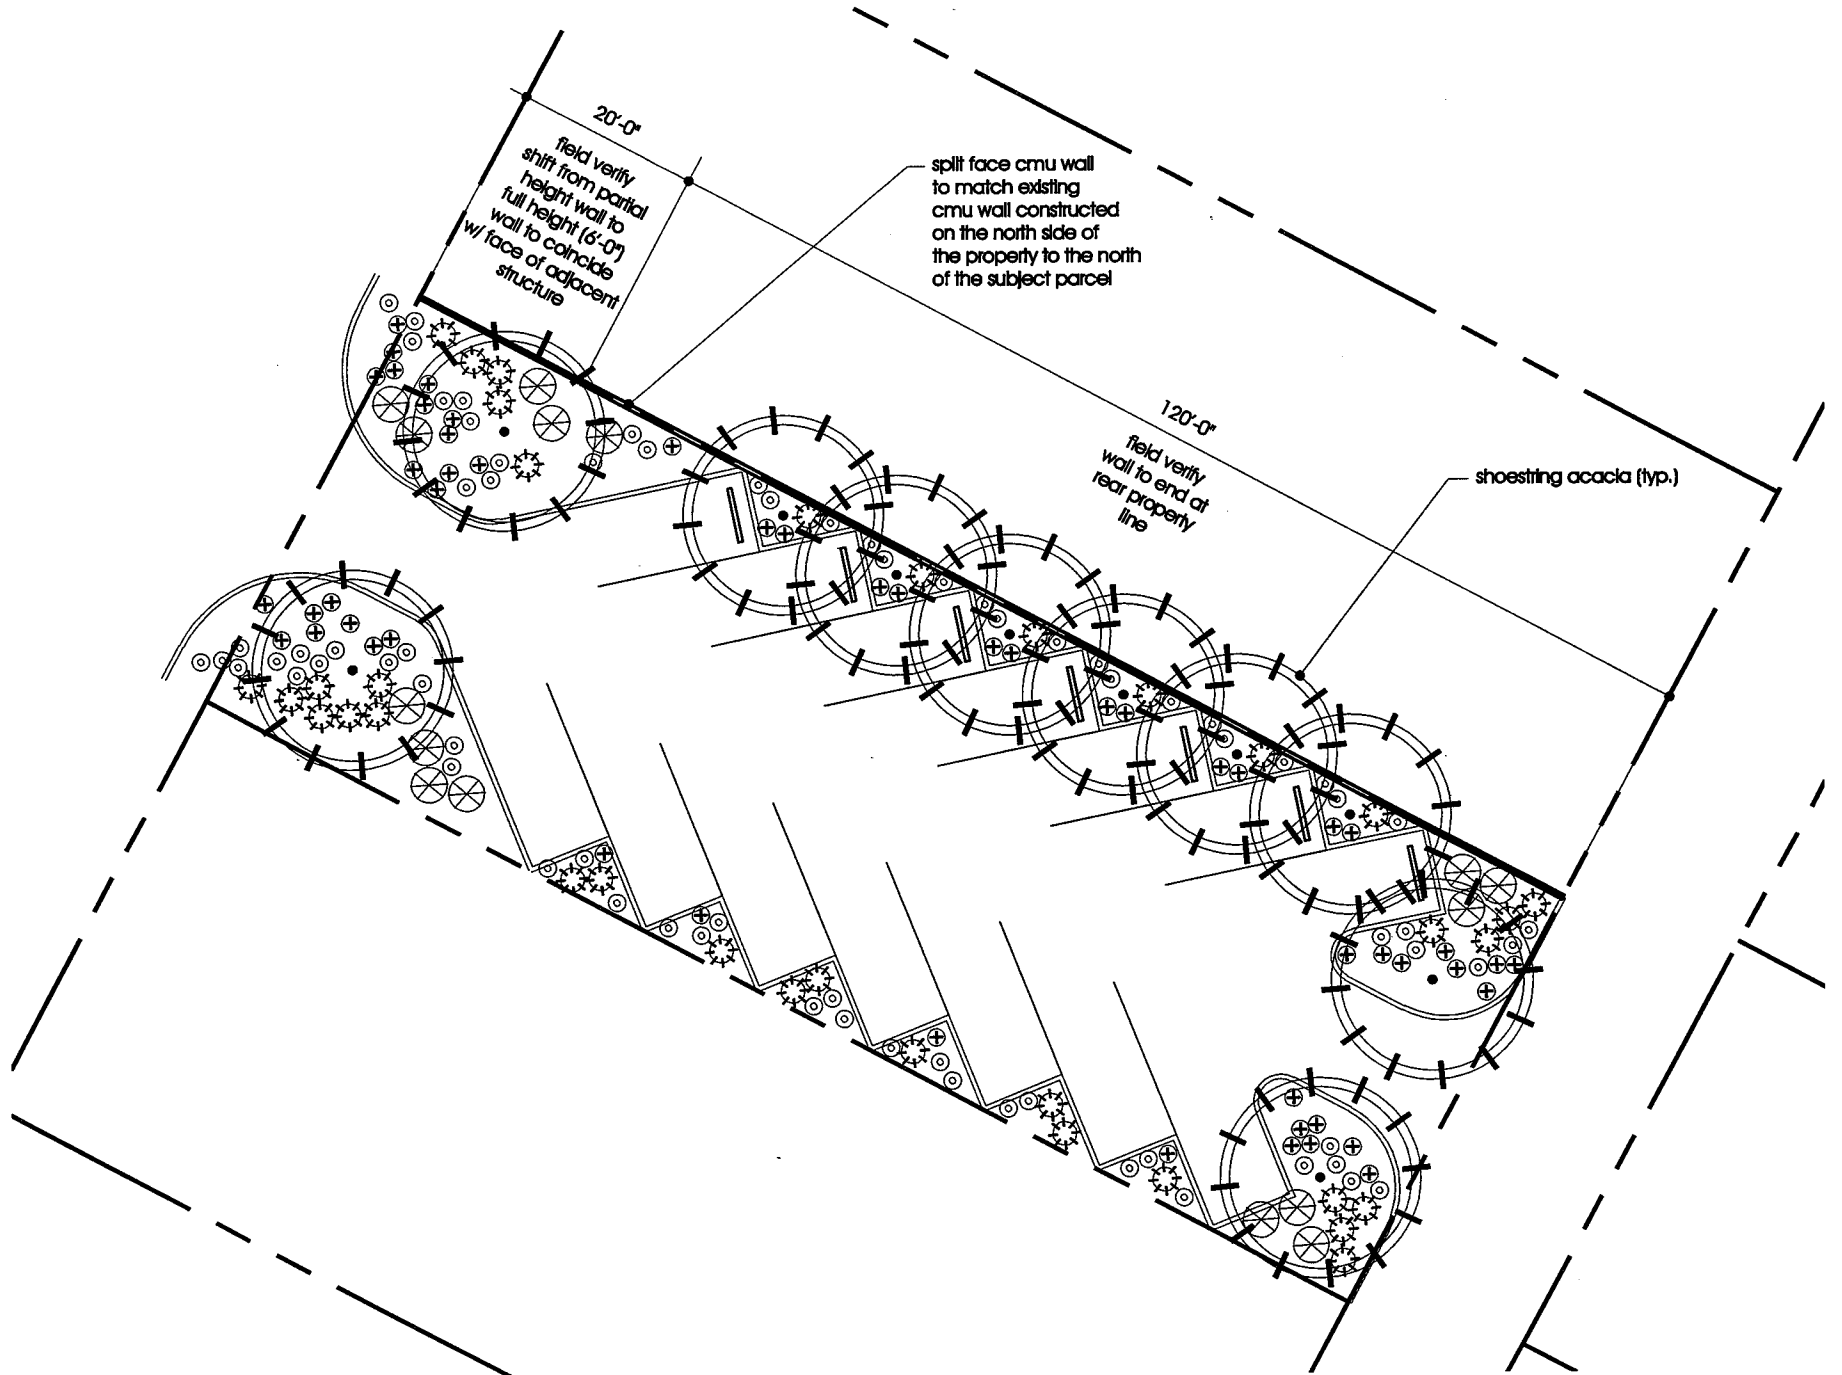 20'-0"
field verify
shift from partial
height wall to
full height (6'-0")
wall to coincide
w/ face of adjacent
structure
split face cmu wall
to match existing
cmu wall constructed
on the north side of
the property to the north
of the subject parcel
120'-0"
field verify
wall to end at
rear property
line
shoestring acacia (typ.)